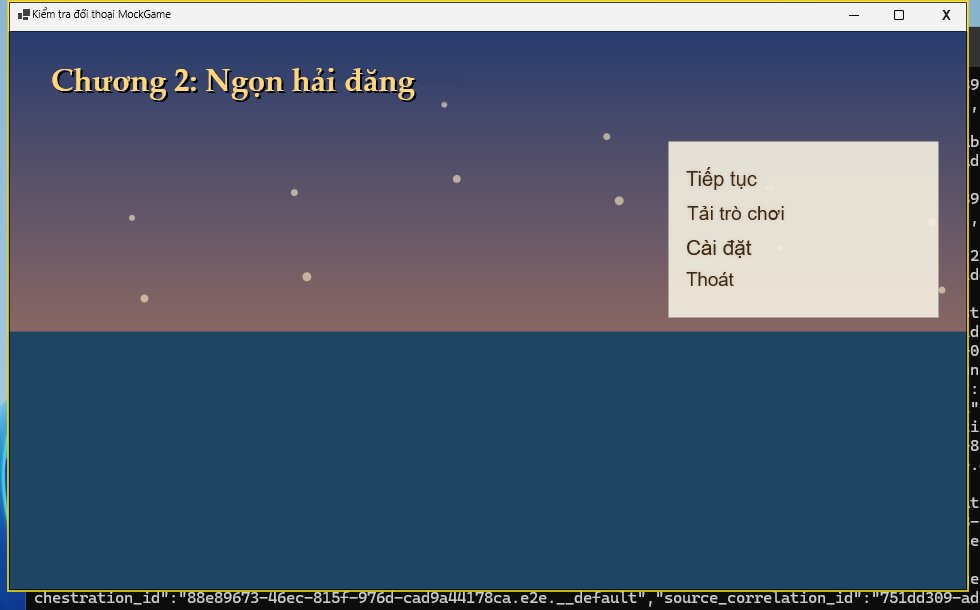 Kiểm tra đối thoại MockGame
Chương 2: Ngọn hải đăng
Tiếp tục
Tải trò chơi
Cài đặt
Thoát
chestration_id":"88e89673-46ec-815f-976d-cad9a44178ca.e2e.__default","source_correlation_id":"751dd309-a